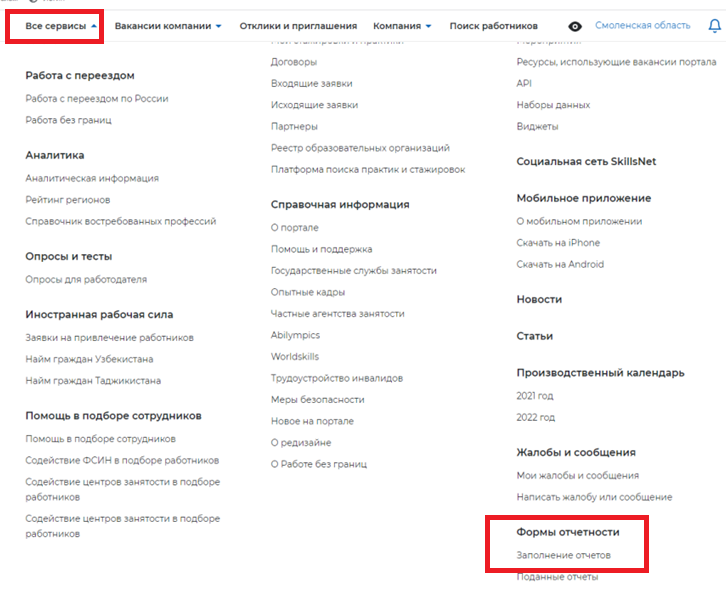 Все сервисы
Вакансии компании
Отклики и приглашения
Компания
Поиск работников
Смоленская область
Работа с переездом
Работа с переездом по России
Работа без границ
Аналитика
Аналитическая информация
Рейтинг регионов
Справочник востребованных профессий
Опросы и тесты
Опросы для работодателя
Иностранная рабочая сила
Заявки на привлечение работников
Найм граждан Узбекистана
Найм граждан Таджикистана
Помощь в подборе сотрудников
Помощь в подборе сотрудников
Содействие ФСИН в подборе работников
Содействие центров занятости в подборе
работников
Содействие центров занятости в подборе
работников
Договоры
Входящие заявки
Исходящие заявки
Партнеры
Реестр образовательных организаций
Платформа поиска практик и стажировок
Справочная информация
О портале
Помощь и поддержка
Государственные службы занятости
Опытные кадры
Частные агентства занятости
Abilympics
Worldskills
Трудоустройство инвалидов
Меры безопасности
Новое на портале
О редизайне
О Работе без границ
Ресурсы, использующие вакансии портала
API
Наборы данных
Виджеты
Социальная сеть SkillsNet
Мобильное приложение
О мобильном приложении
Скачать на iPhone
Скачать на Android
Новости
Статьи
Производственный календарь
2021 год
2022 год
Жалобы и сообщения
Мои жалобы и сообщения
Написать жалобу или сообщение
Формы отчетности
Заполнение отчетов
Поданные отчеты